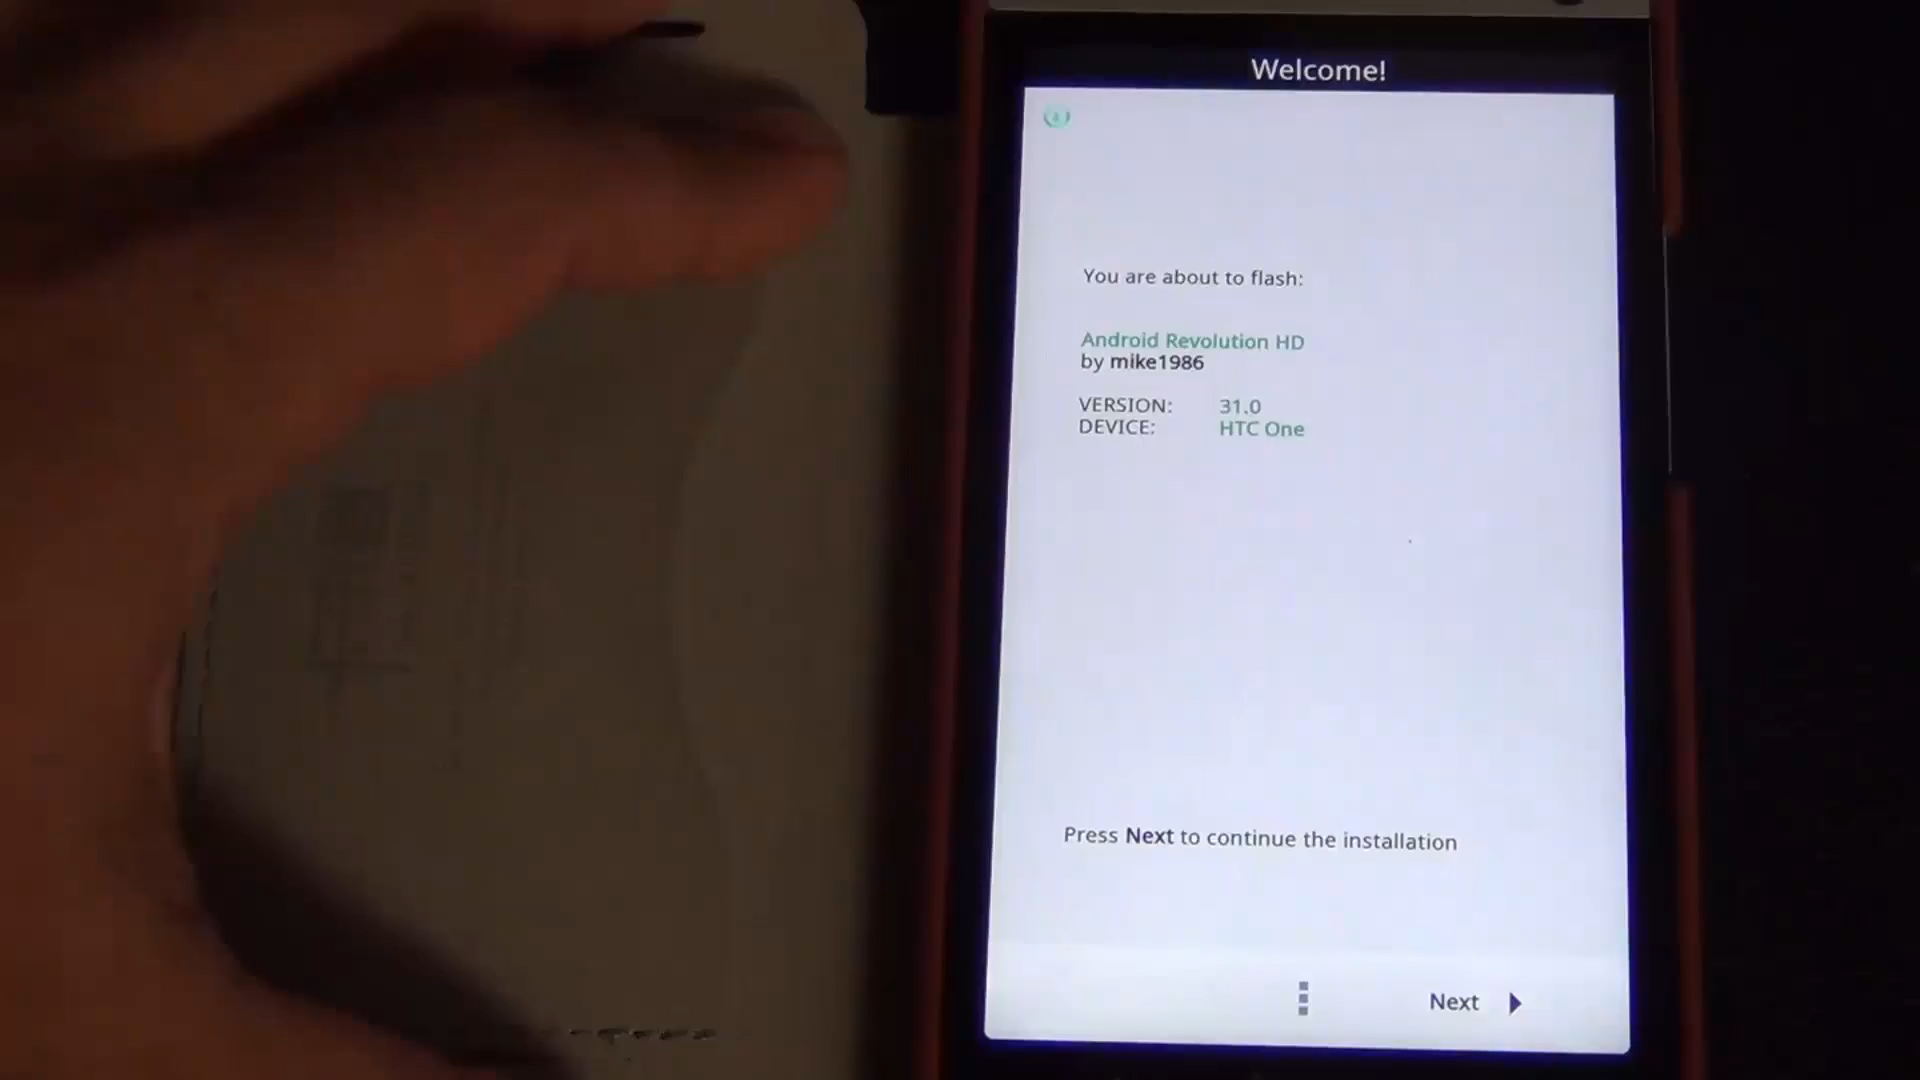 Welcome!
You are about to flash:
Android Revolution HD
by mike1986
VERSION: 31.0
DEVICE: HTC One
Press Next to continue the installation
Next